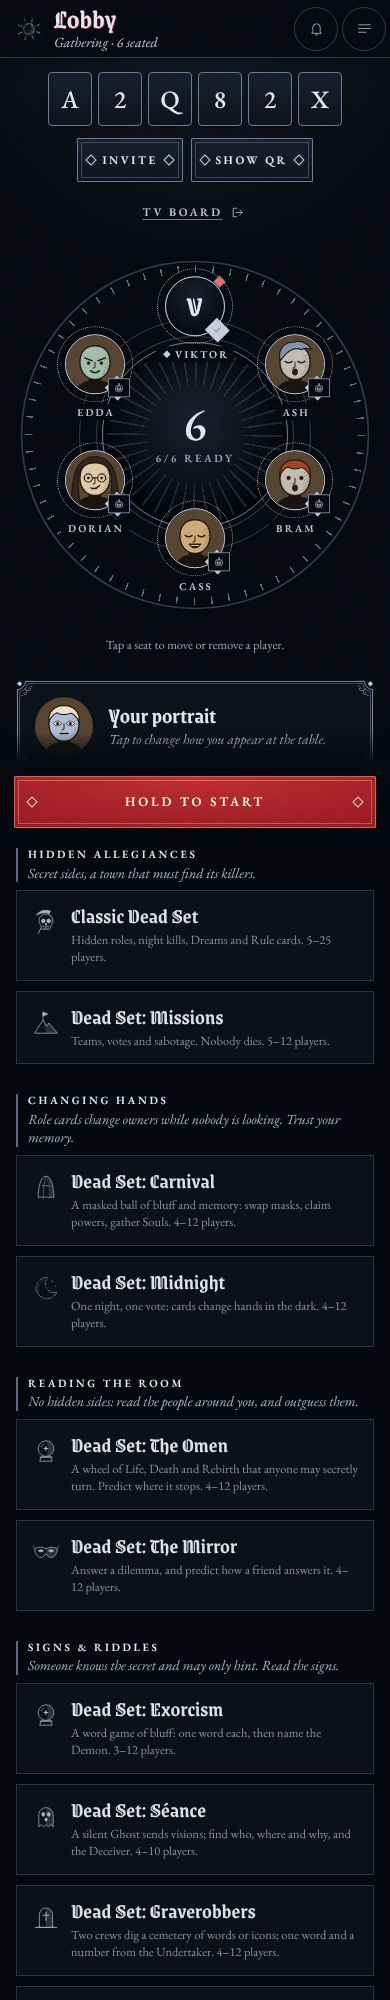 Lobby
Gathering · 6 seated
A 2 Q 8 2 X
INVITE
SHOW QR
TV BOARD
V
VIKTOR
EDDA
ASH
6
6/6 READY
DORIAN
BRAM
CASS
Tap a seat to move or remove a player.
Your portrait
Tap to change how you appear at the table.
HOLD TO START
HIDDEN ALLEGIANCES
Secret sides, a town that must find its killers.
Classic Dead Set
Hidden roles, night kills, Dreams and Rule cards. 5–25
players.
Dead Set: Missions
Teams, votes and sabotage. Nobody dies. 5–12 players.
CHANGING HANDS
Role cards change owners while nobody is looking. Trust your
memory.
Dead Set: Carnival
A masked ball of bluff and memory: swap masks, claim
powers, gather Souls. 4–12 players.
Dead Set: Midnight
One night, one vote: cards change hands in the dark. 4–12
players.
READING THE ROOM
No hidden sides: read the people around you, and outguess them.
Dead Set: The Omen
A wheel of Life, Death and Rebirth that anyone may secretly
turn. Predict where it stops. 4–12 players.
Dead Set: The Mirror
Answer a dilemma, and predict how a friend answers it. 4–
12 players.
SIGNS & RIDDLES
Someone knows the secret and may only hint. Read the signs.
Dead Set: Exorcism
A word game of bluff: one word each, then name the
Demon. 3–12 players.
Dead Set: Séance
A silent Ghost sends visions; find who, where and why, and
the Deceiver. 4–10 players.
Dead Set: Graverobbers
Two crews dig a cemetery of words or icons; one word and a
number from the Undertaker. 4–12 players.